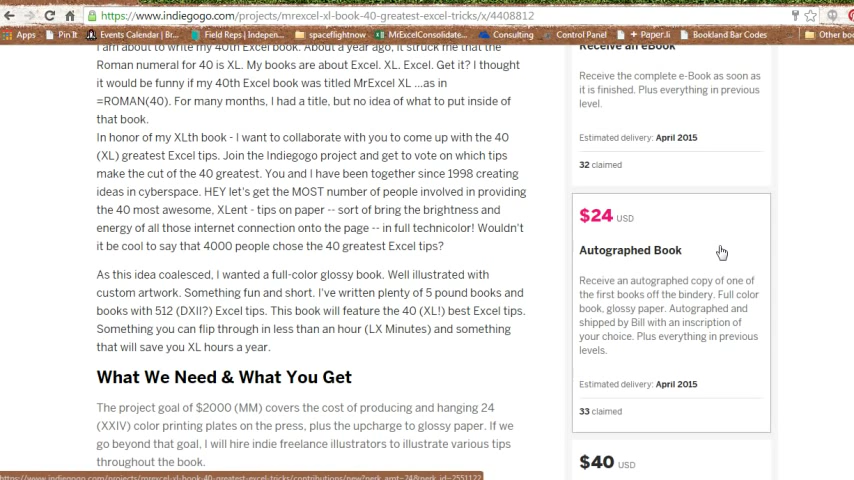 https://www.indiegogo.com/projects/mrexcel-xl-book-40-greatest-excel-tricks/x/4408812
Apps Pin It Events Calendar | Br... Field Reps | Indepen... spaceflightnow MrExcelConsolidate... Consulting Control Panel + Paper.li Bookland Bar Codes Other boo
I am about to write my 40th Excel book. About a year ago, it struck me that the
Roman numeral for 40 is XL. My books are about Excel. XL. Excel. Get it? I thought
it would be funny if my 40th Excel book was titled MrExcel XL ...as in
=ROMAN(40). For many months, I had a title, but no idea of what to put inside of
that book.
In honor of my XLth book - I want to collaborate with you to come up with the 40
(XL) greatest Excel tips. Join the Indiegogo project and get to vote on which tips
make the cut of the 40 greatest. You and I have been together since 1998 creating
ideas in cyberspace. HEY let's get the MOST number of people involved in providing
the 40 most awesome, XLent - tips on paper -- sort of bring the brightness and
energy of all those internet connection onto the page -- in full technicolor! Wouldn't
it be cool to say that 4000 people chose the 40 greatest Excel tips?
As this idea coalesced, I wanted a full-color glossy book. Well illustrated with
custom artwork. Something fun and short. I've written plenty of 5 pound books and
books with 512 (DXII?) Excel tips. This book will feature the 40 (XL!) best Excel tips.
Something you can flip through in less than an hour (LX Minutes) and something
that will save you XL hours a year.
What We Need & What You Get
The project goal of $2000 (MM) covers the cost of producing and hanging 24
(XXIV) color printing plates on the press, plus the upcharge to glossy paper. If we
go beyond that goal, I will hire indie freelance illustrators to illustrate various tips
throughout the book.
Receive an eBook
Receive the complete e-Book as soon as
it is finished. Plus everything in previous
level.
Estimated delivery: April 2015
32 claimed
$24 USD
Autographed Book
Receive an autographed copy of one of
the first books off the bindery. Full color
book, glossy paper. Autographed and
shipped by Bill with an inscription of
your choice. Plus everything in previous
levels.
Estimated delivery: April 2015
33 claimed
$40 USD
https://www.indiegogo.com/projects/mrexcel-xl-book-40-greatest-excel-tricks/contributions/new?perk_amt=24&perk_id=2551122